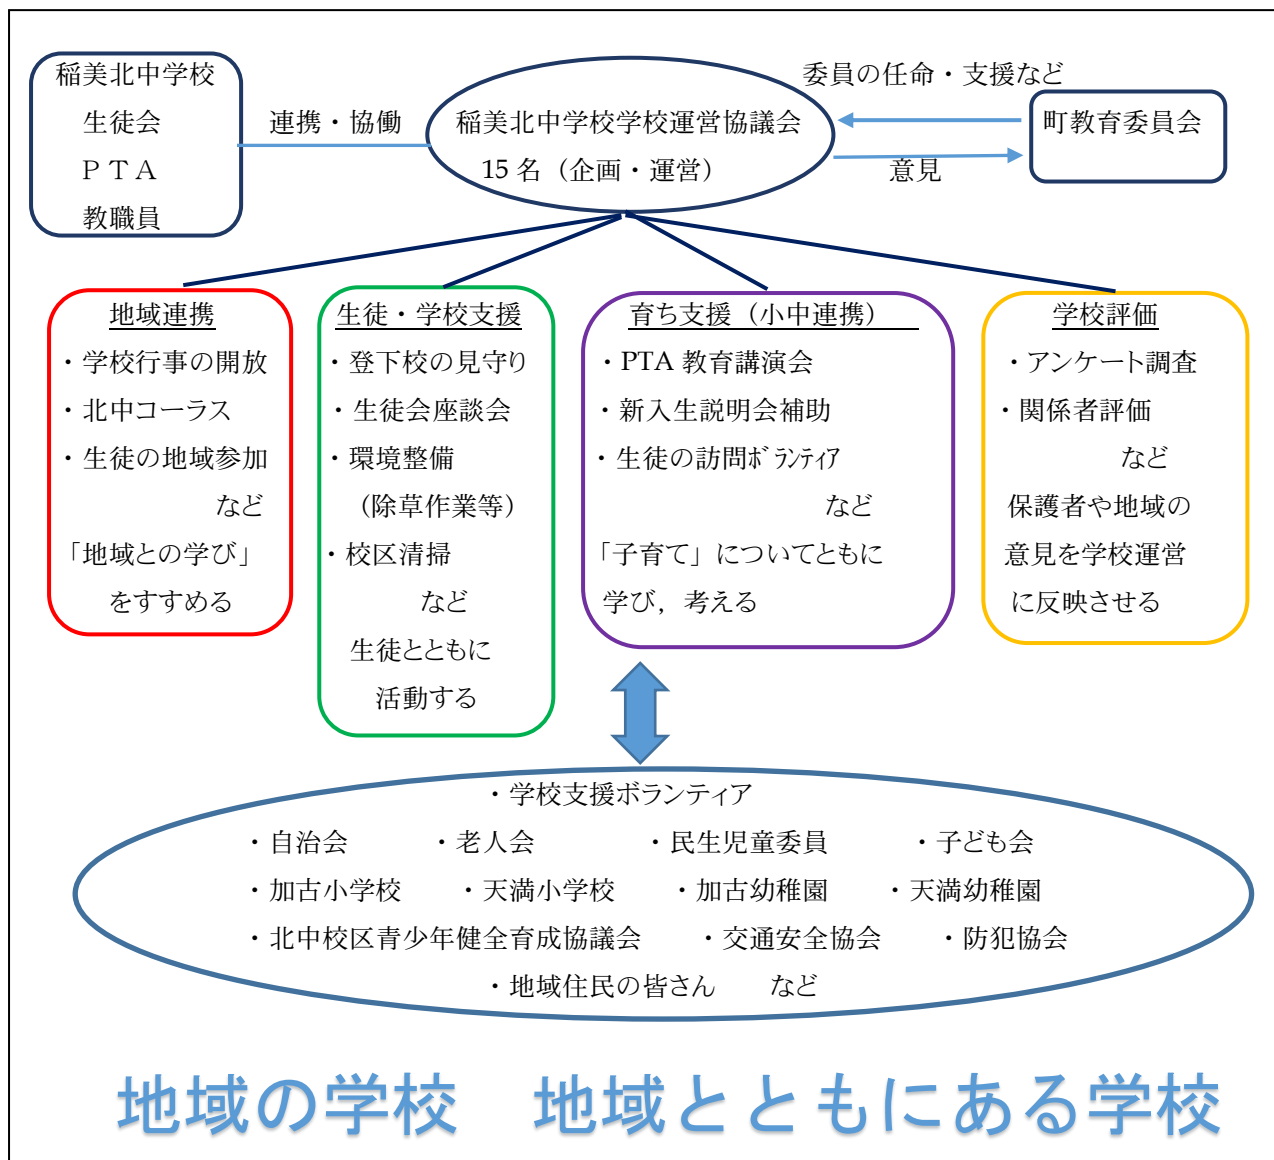 稲美北中学校
生徒会
ＰＴＡ
教職員
連携・協働
稲美北中学校学校運営協議会
15名（企画・運営）
委員の任命・支援など
意見
町教育委員会
地域連携
・学校行事の開放
・北中コーラス
・生徒の地域参加
など
「地域との学び」
をすすめる
生徒・学校支援
・登下校の見守り
・生徒会座談会
・環境整備
（除草作業等）
・校区清掃
など
生徒とともに
活動する
育ち支援（小中連携）
・PTA教育講演会
・新入生説明会補助
・生徒の訪問ﾎﾞﾗﾝﾃｨｱ
など
「子育て」についてともに
学び，考える
学校評価
・アンケート調査
・関係者評価
など
保護者や地域の
意見を学校運営
に反映させる
・学校支援ボランティア
・自治会　・老人会　・民生児童委員　・子ども会
・加古小学校　・天満小学校　・加古幼稚園　・天満幼稚園
・北中校区青少年健全育成協議会　・交通安全協会　・防犯協会
・地域住民の皆さん　など
地域の学校　地域とともにある学校